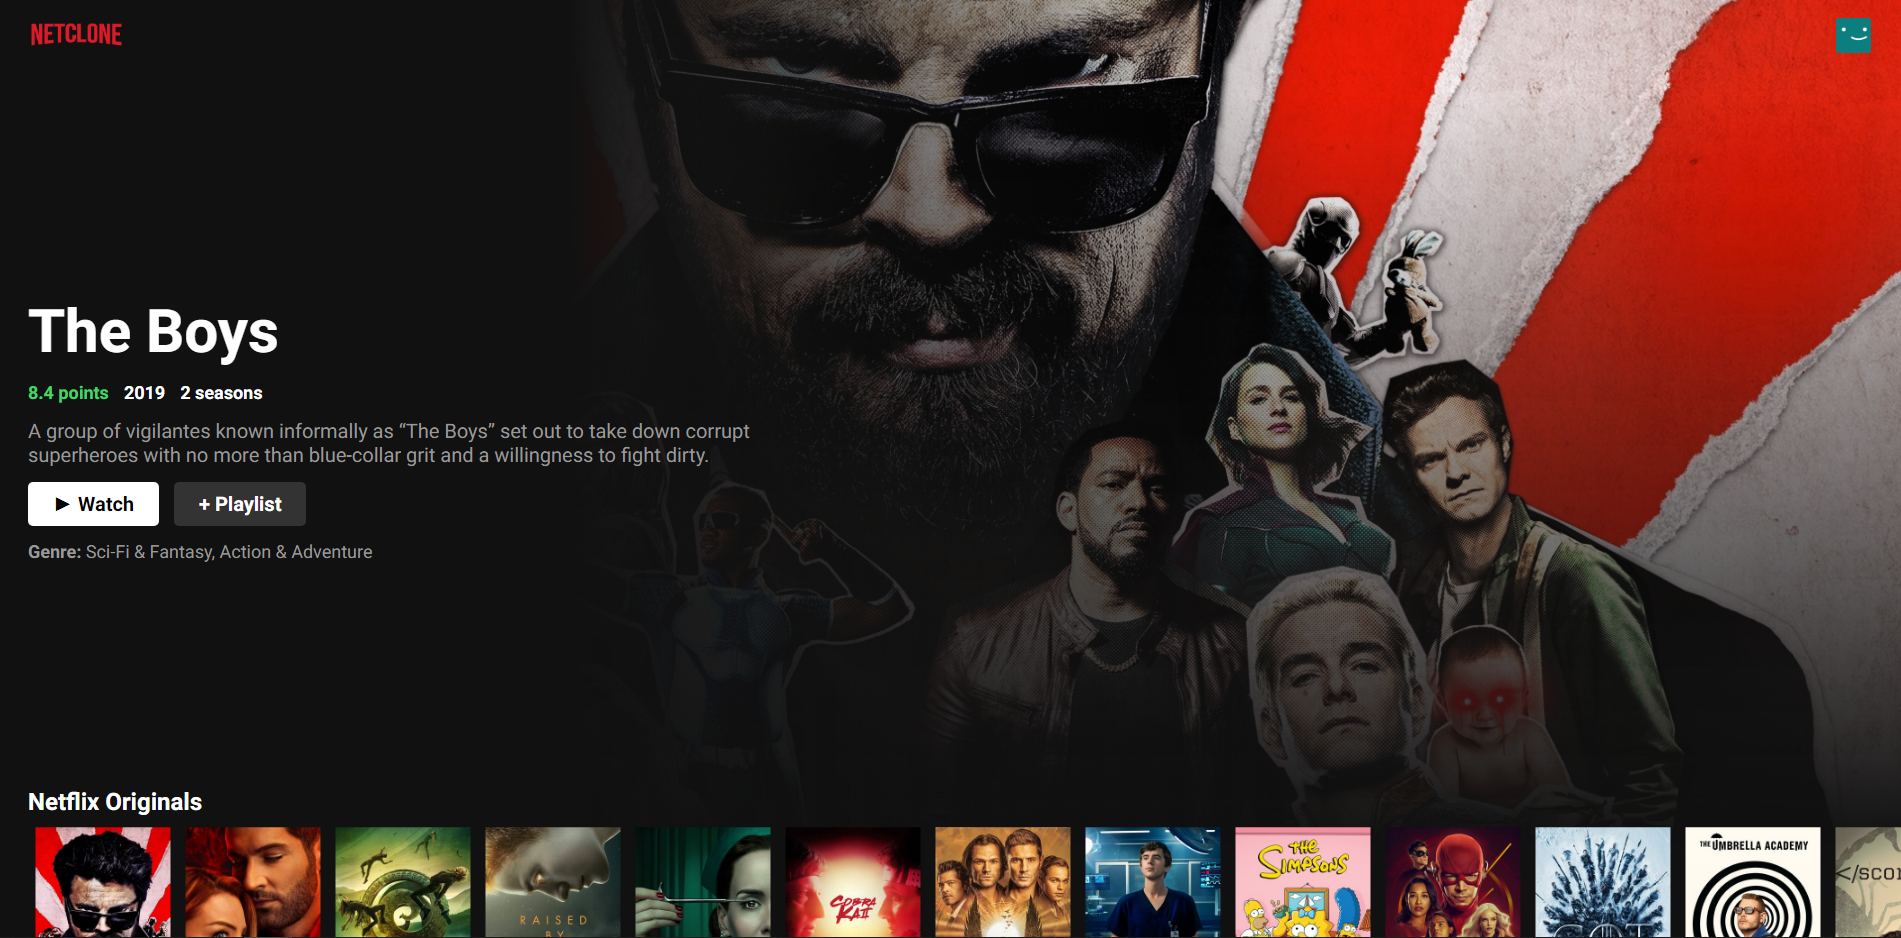 NETCLONE
The Boys
8.4 points 2019 2 seasons
A group of vigilantes known informally as “The Boys” set out to take down corrupt
superheroes with no more than blue-collar grit and a willingness to fight dirty.
► Watch
+ Playlist
Genre: Sci-Fi & Fantasy, Action & Adventure
Netflix Originals
RAISED
BY
COBRA
KAI
THE
SIMPSONS
GOT
THE UMBRELLA ACADEMY
</SCOR